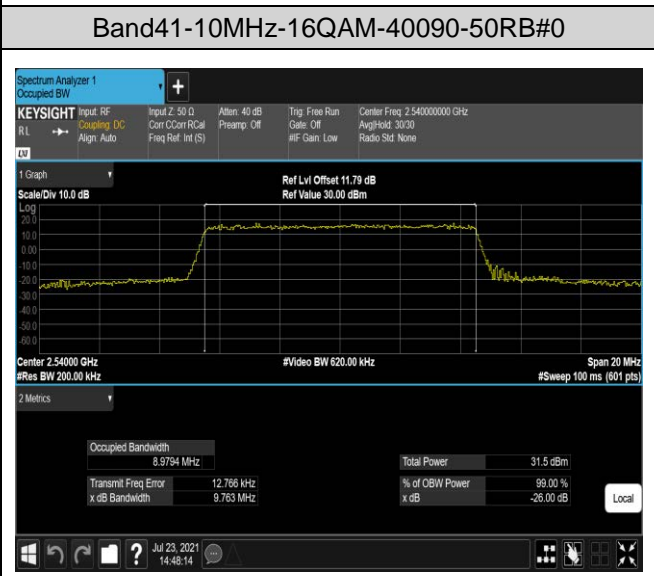 Band41-10MHz-16QAM-40090-50RB#0
Spectrum Analyzer 1
Occupied BW
+
KEYSIGHT Input: RF Input Z: 50 Ω Atten: 40 dB Trig: Free Run Center Freq: 2.540000000 GHz
RL Coupling: DC Corr CCorr RCal Preamp: Off Gate: Off Avg|Hold: 30/30
Align: Auto Freq Ref: Int (S) #IF Gain: Low Radio Std: None
LXI
1 Graph Ref Lvl Offset 11.79 dB
Scale/Div 10.0 dB Ref Value 30.00 dBm
Log
20.0
10.0
0.00
-10.0
-20.0
-30.0
-40.0
-50.0
-60.0
Center 2.54000 GHz #Video BW 620.00 kHz Span 20 MHz
#Res BW 200.00 kHz #Sweep 100 ms (601 pts)
2 Metrics
Occupied Bandwidth
8.9794 MHz Total Power 31.5 dBm
Transmit Freq Error 12.766 kHz % of OBW Power 99.00 %
x dB Bandwidth 9.763 MHz x dB -26.00 dB
Local
? Jul 23, 2021
14:48:14